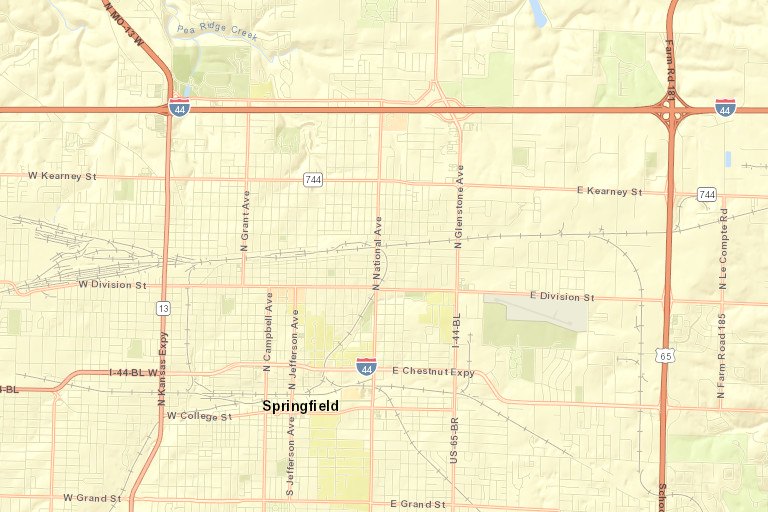 N MO-13 W
Pea Ridge Creek
Farm Rd 181
44
44
W Kearney St
744
E Kearney St
744
N Grant Ave
N National Ave
N Glenstone Ave
N Le Compte Rd
W Division St
E Division St
13
N Kansas Expy
N Campbell Ave
N Jefferson Ave
I-44-BL
65
N Farm Road 185
I-44-BL W
44
E Chestnut Expy
4-BL
Springfield
W College St
S Jefferson Ave
US-65-BR
W Grand St
E Grand St
Scho